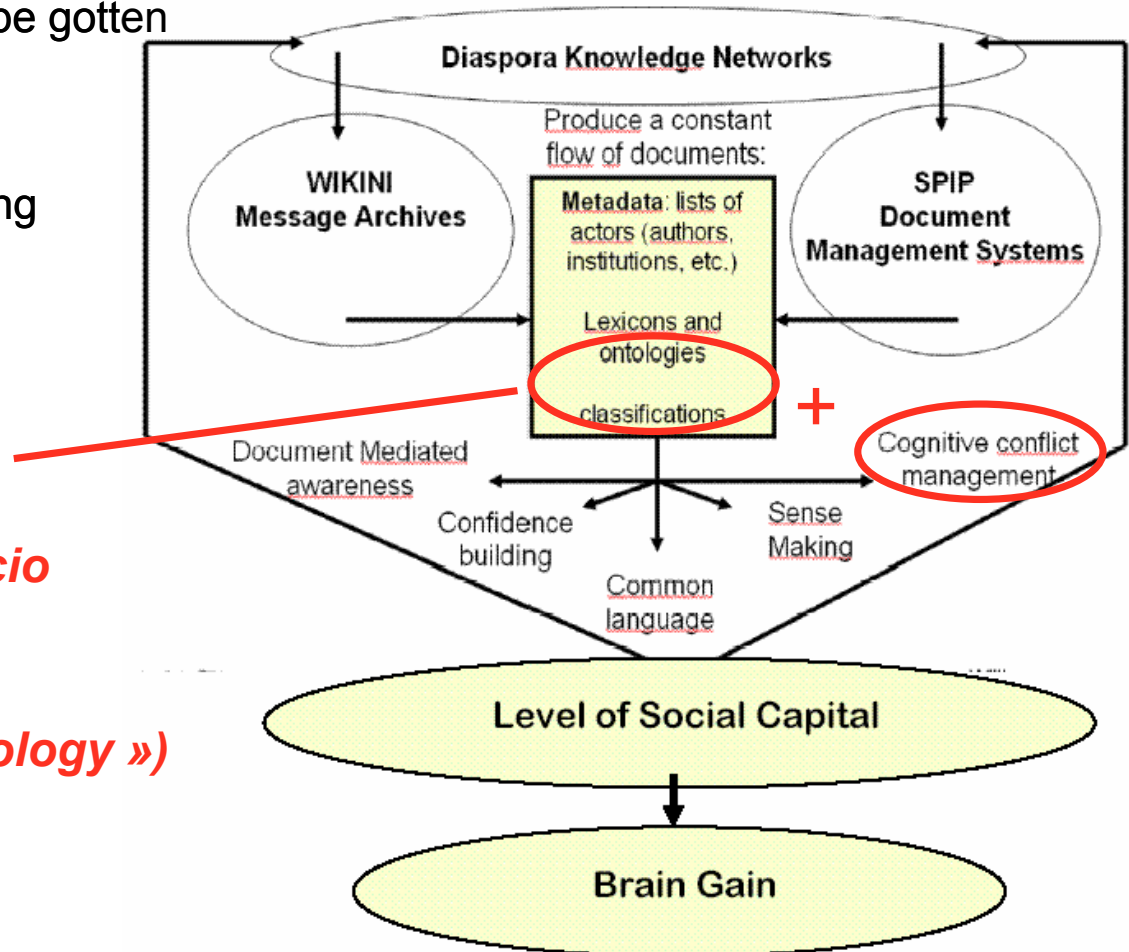 be gotten
ng
cio
ology »)
Diaspora Knowledge Networks
Produce a constant
flow of documents:
WIKINI
Message Archives
Metadata: lists of
actors (authors,
institutions, etc.)
Lexicons and
ontologies
classifications
SPIP
Document
Management Systems
+
Document Mediated
awareness
Confidence
building
Common
language
Sense
Making
Cognitive conflict
management
Level of Social Capital
Brain Gain